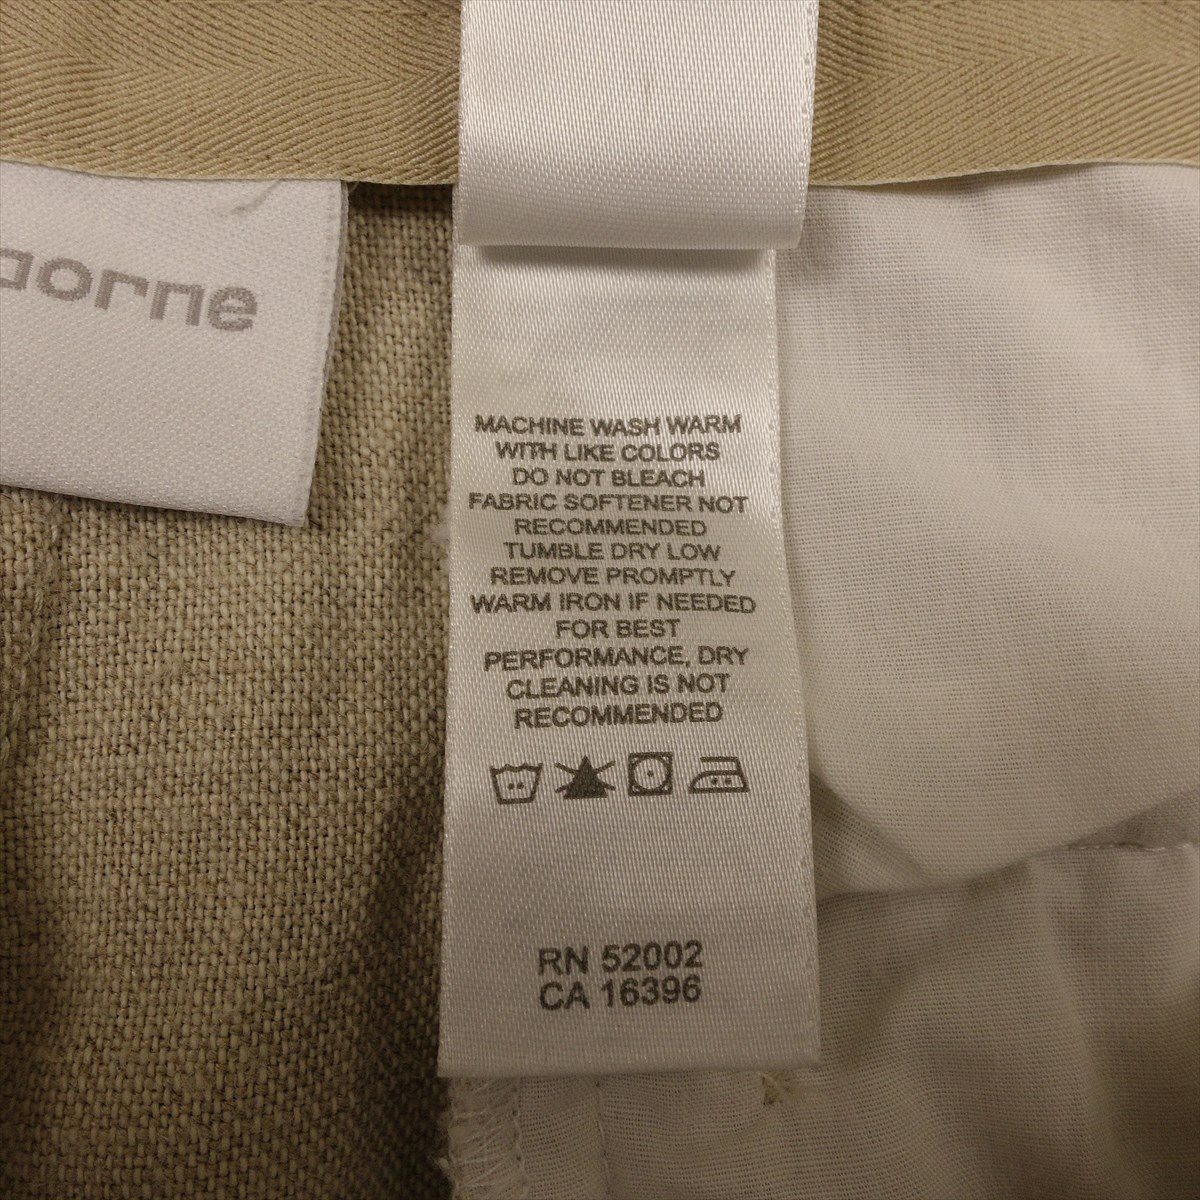 MACHINE WASH WARM
WITH LIKE COLORS
DO NOT BLEACH
FABRIC SOFTENER NOT
RECOMMENDED
TUMBLE DRY LOW
REMOVE PROMPTLY
WARM IRON IF NEEDED
FOR BEST
PERFORMANCE, DRY
CLEANING IS NOT
RECOMMENDED
RN 52002
CA 16396